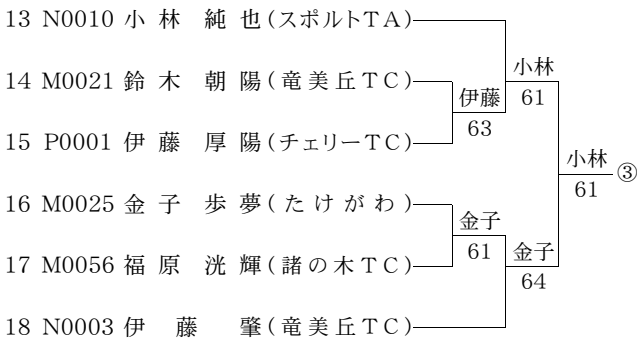 13 N0010 小林 純也(スポルトTA)
小林
14 M0021 鈴木 朝陽(竜美丘TC)
61
伊藤
63
15 P0001 伊藤 厚陽(チェリーTC)
小林
③
61
16 M0025 金子 歩夢(たけがわ)
金子
61
金子
17 M0056 福原 洸輝(諸の木TC)
64
18 N0003 伊藤 肇(竜美丘TC)